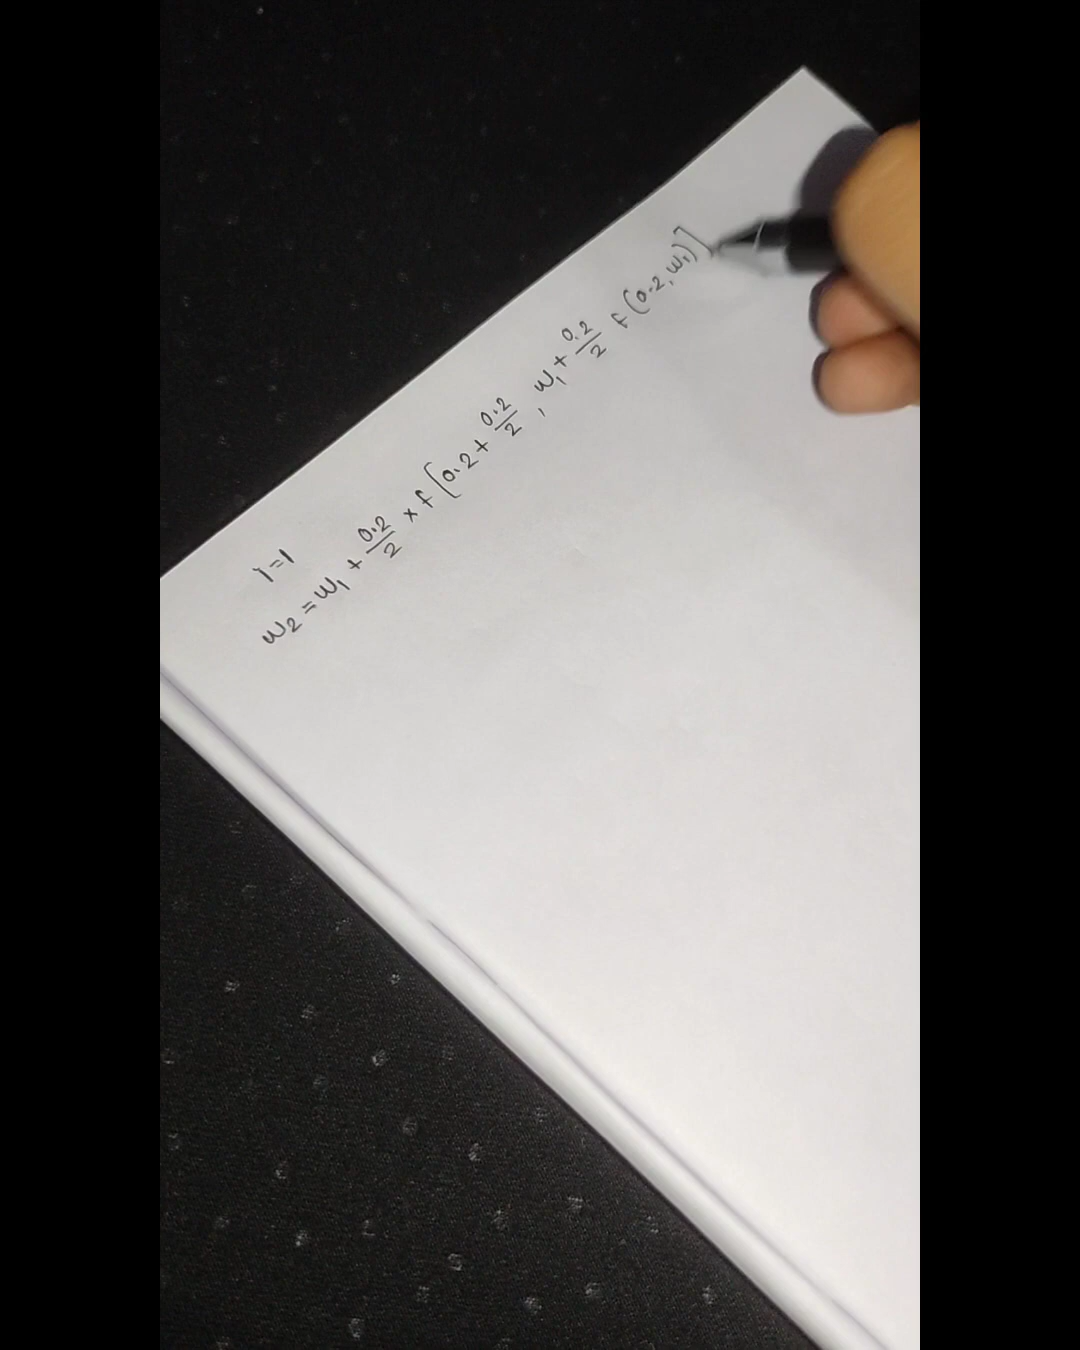 i=1
w₂ = w₁ + 0.2/2 × f [0.2 + 0.2/2 , w₁ + 0.2/2 f (0.2, w₁)]